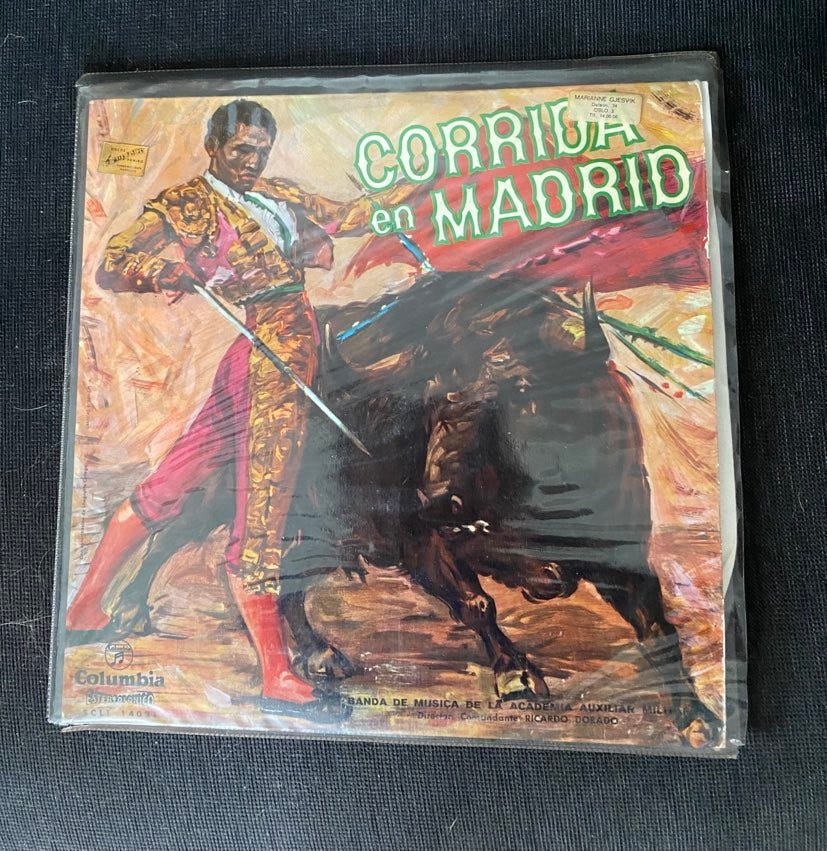 MARIANNE GJESVIK
OSLO 3
CORRIDA
en MADRID
Columbia
ESTEREOFONICO
BANDA DE MUSICA DE LA ACADEMIA AUXILIAR
Director: Comandante RICARDO DORADO